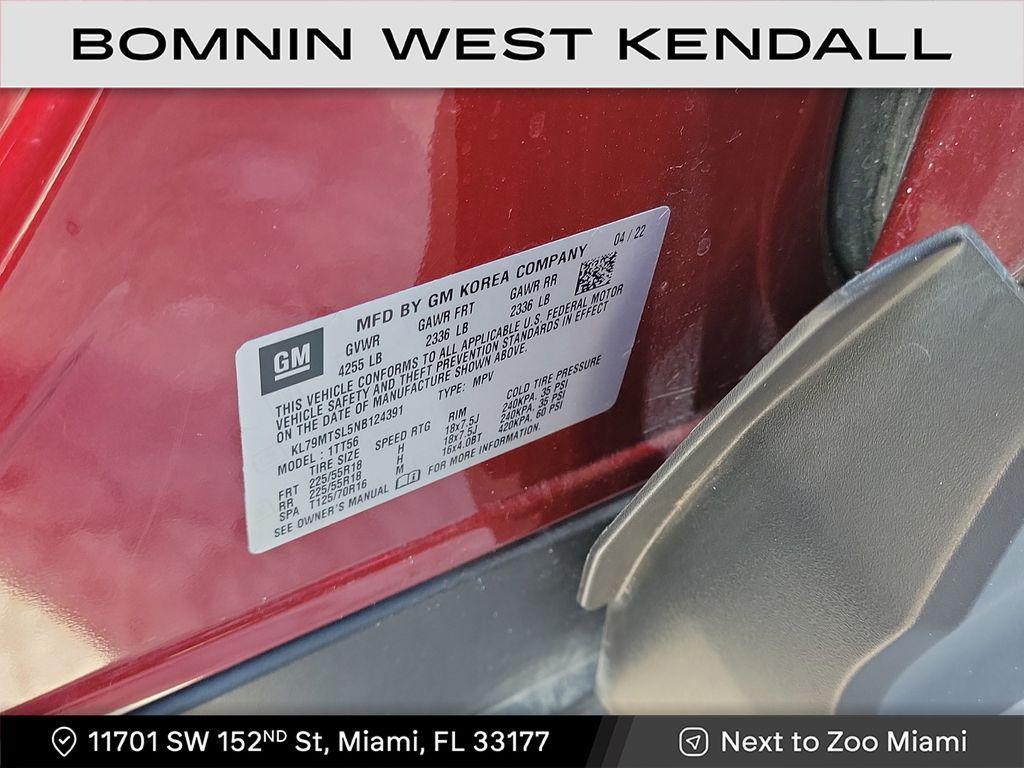 BOMNIN WEST KENDALL
04 / 22
MFD BY GM KOREA COMPANY
GM
GVWR GAWR FRT GAWR RR
4255 LB 2336 LB 2336 LB
THIS VEHICLE CONFORMS TO ALL APPLICABLE U.S. FEDERAL MOTOR
VEHICLE SAFETY AND THEFT PREVENTION STANDARDS IN EFFECT
ON THE DATE OF MANUFACTURE SHOWN ABOVE.
KL79MTSL5NB124391 TYPE: MPV
MODEL : 1TT56
TIRE SIZE SPEED RTG RIM COLD TIRE PRESSURE
FRT 225/55R18 H 18x7.5J 240KPA. 35 PSI
RR 225/55R18 H 18x7.5J 240KPA. 35 PSI
SPA T125/70R16 M 16x4.0BT 420KPA. 60 PSI
SEE OWNER'S MANUAL FOR MORE INFORMATION.
11701 SW 152ND St, Miami, FL 33177
Next to Zoo Miami